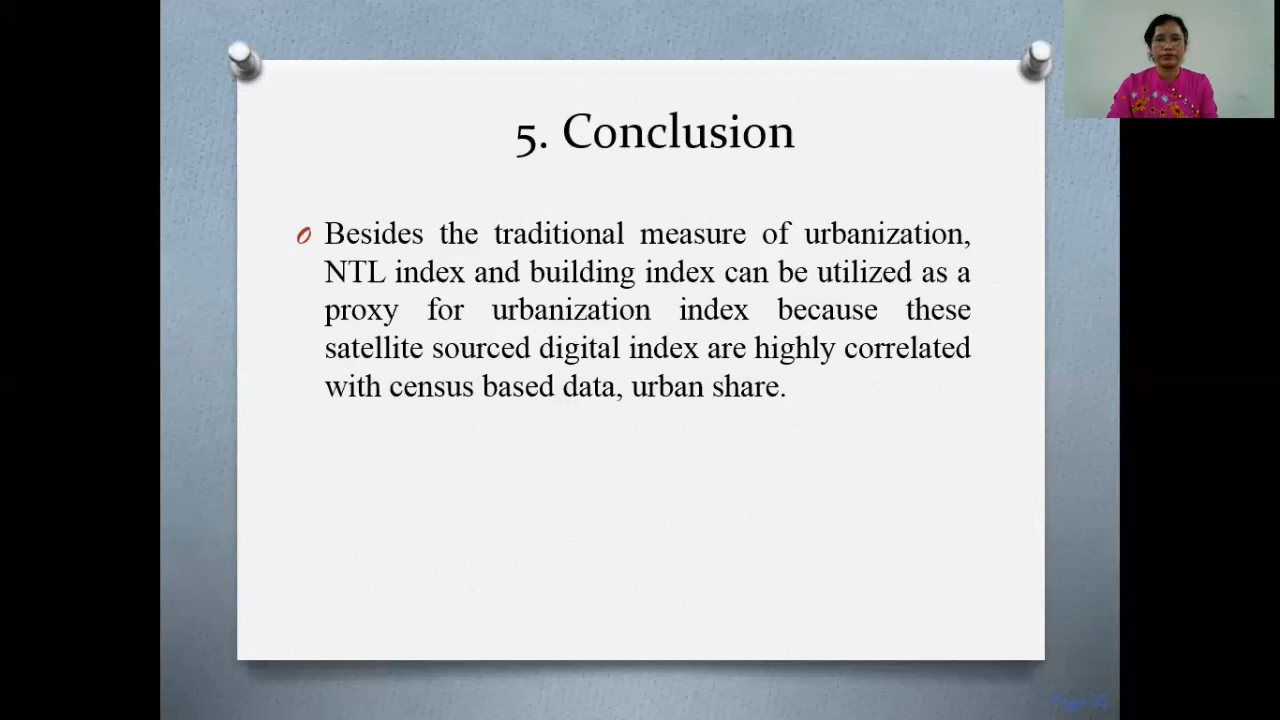 5. Conclusion
Besides the traditional measure of urbanization,
NTL index and building index can be utilized as a
proxy for urbanization index because these
satellite sourced digital index are highly correlated
with census based data, urban share.